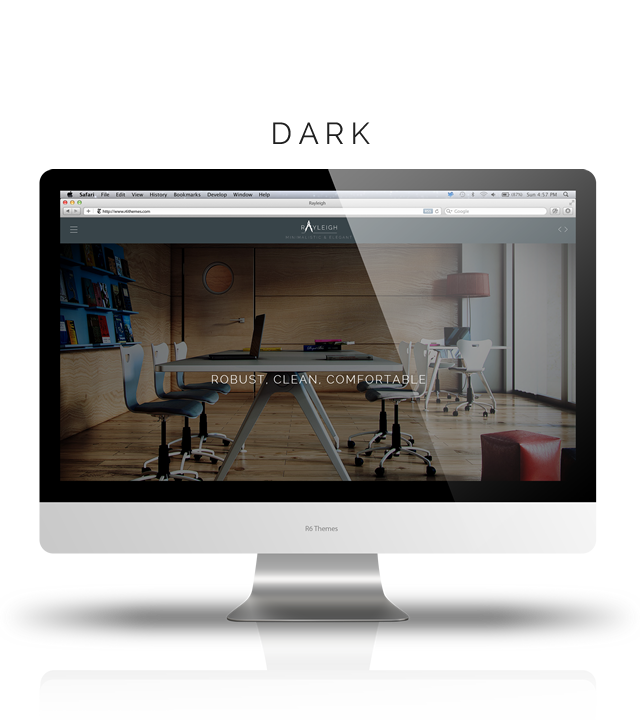 DARK
Safari File Edit View History Bookmarks Develop Window Help (87%) Sun 4:57 PM
Rayleigh
http://www.r6themes.com Google
RAYLEIGH
ROBUST. CLEAN. COMFORTABLE
R6 Themes